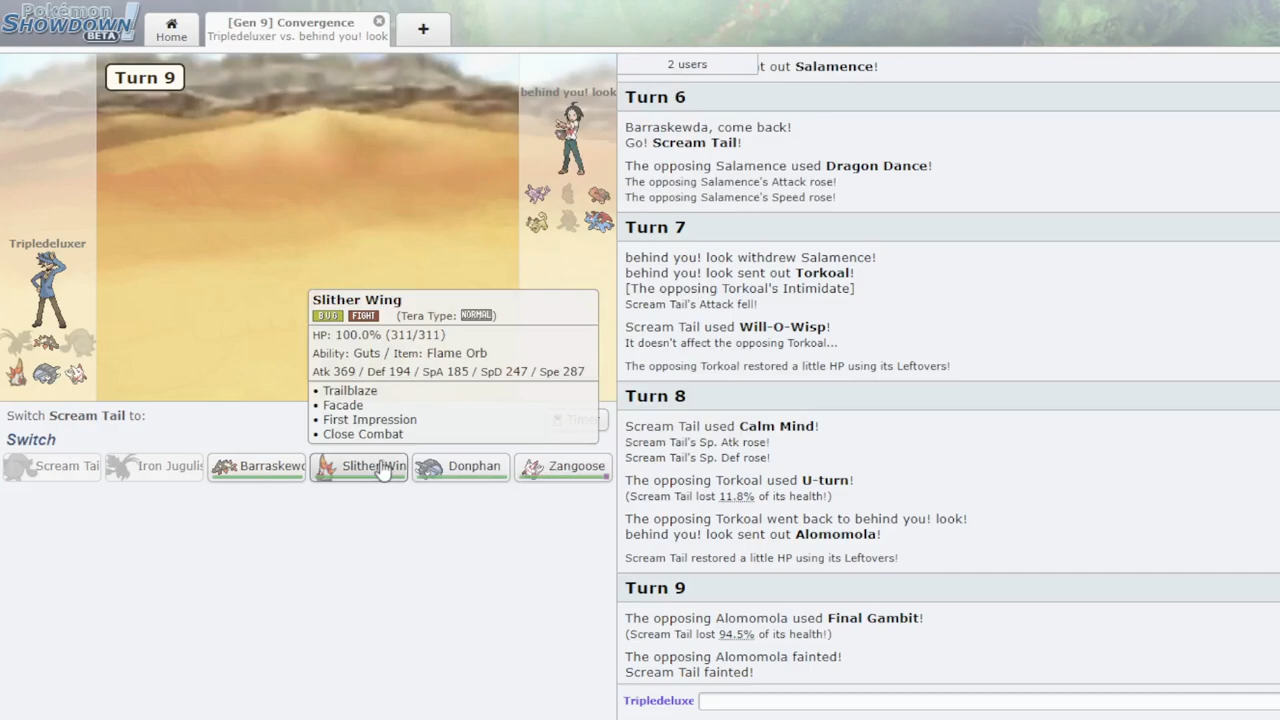 Pokémon
SHOWDOWN!
BETA
Home
[Gen 9] Convergence
Tripledeluxer vs. behind you! look
+
Turn 9
behind you! look
Tripledeluxer
Slither Wing
BUG FIGHT (Tera Type: NORMAL)
HP: 100.0% (311/311)
Ability: Guts / Item: Flame Orb
Atk 369 / Def 194 / SpA 185 / SpD 247 / Spe 287
• Trailblaze
• Facade
• First Impression
• Close Combat
Switch Scream Tail to:
Timer
Switch
Scream Tai
Iron Jugulis
Barraskewd
Slither Win
Donphan
Zangoose
2 users
t out Salamence!
Turn 6
Barraskewda, come back!
Go! Scream Tail!
The opposing Salamence used Dragon Dance!
The opposing Salamence's Attack rose!
The opposing Salamence's Speed rose!
Turn 7
behind you! look withdrew Salamence!
behind you! look sent out Torkoal!
[The opposing Torkoal's Intimidate]
Scream Tail's Attack fell!
Scream Tail used Will-O-Wisp!
It doesn't affect the opposing Torkoal...
The opposing Torkoal restored a little HP using its Leftovers!
Turn 8
Scream Tail used Calm Mind!
Scream Tail's Sp. Atk rose!
Scream Tail's Sp. Def rose!
The opposing Torkoal used U-turn!
(Scream Tail lost 11.8% of its health!)
The opposing Torkoal went back to behind you! look!
behind you! look sent out Alomomola!
Scream Tail restored a little HP using its Leftovers!
Turn 9
The opposing Alomomola used Final Gambit!
(Scream Tail lost 94.5% of its health!)
The opposing Alomomola fainted!
Scream Tail fainted!
Tripledeluxe